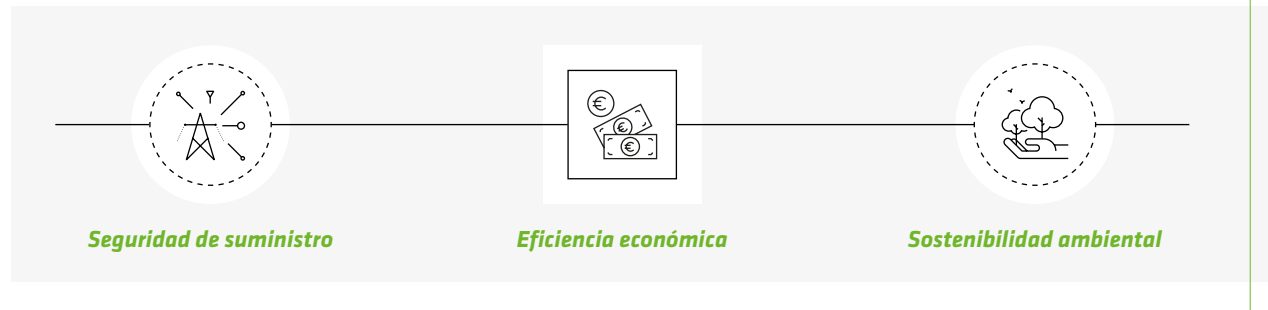 Seguridad de suministro
Eficiencia económica
Sostenibilidad ambiental